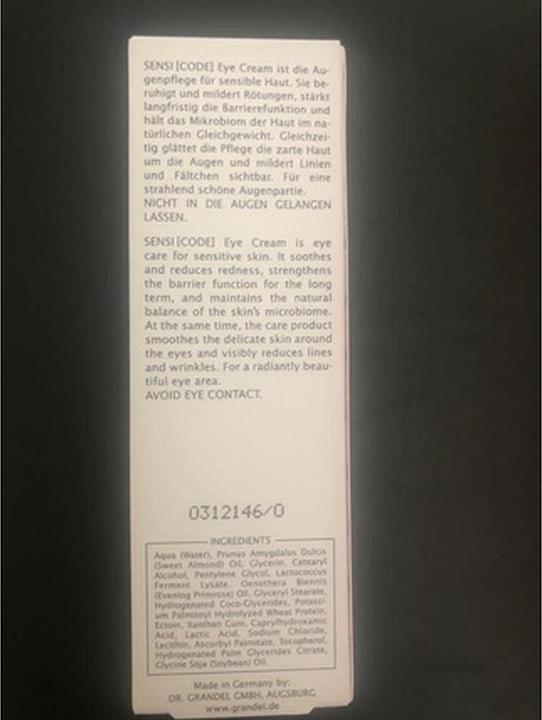 SENSI [CODE] Eye Cream ist die Au-
genpflege für sensible Haut. Sie be-
ruhigt und mildert Rötungen, stärkt
langfristig die Barrierefunktion und
hält das Mikrobiom der Haut im na-
türlichen Gleichgewicht. Gleichzei-
tig glättet die Pflege die zarte Haut
um die Augen und mildert Linien
und Fältchen sichtbar. Für eine
strahlend schöne Augenpartie.
NICHT IN DIE AUGEN GELANGEN
LASSEN.
SENSI [CODE] Eye Cream is eye
care for sensitive skin. It soothes
and reduces redness, strengthens
the barrier function for the long
term, and maintains the natural
balance of the skin's microbiome.
At the same time, the care product
smoothes the delicate skin around
the eyes and visibly reduces lines
and wrinkles. For a radiantly beau-
tiful eye area.
AVOID EYE CONTACT.
0312146/0
INGREDIENTS
Aqua (Water), Prunus Amygdalus Dulcis
(Sweet Almond) Oil, Glycerin, Cetearyl
Alcohol, Pentylene Glycol, Lactococcus
Ferment Lysate, Oenothera Biennis
(Evening Primrose) Oil, Glyceryl Stearate,
Hydrogenated Coco-Glycerides, Potassi-
um Palmitoyl Hydrolyzed Wheat Protein,
Ectoin, Xanthan Gum, Caprylhydroxamic
Acid, Lactic Acid, Sodium Chloride,
Lecithin, Ascorbyl Palmitate, Tocopherol,
Hydrogenated Palm Glycerides Citrate,
Glycine Soja (Soybean) Oil.
Made in Germany by:
DR. GRANDEL GMBH, AUGSBURG
www.grandel.de